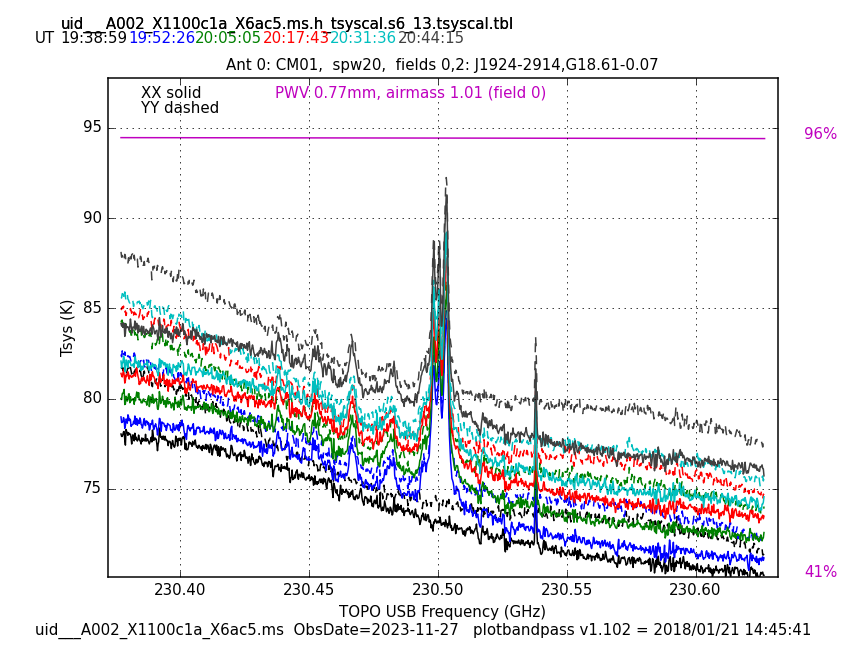 uid___A002_X1100c1a_X6ac5.ms.h_tsyscal.s6_13.tsyscal.tbl
UT 19:38:59 19:52:26 20:05:05 20:17:43 20:31:36 20:44:15
Ant 0: CM01, spw20, fields 0,2: J1924-2914,G18.61-0.07
XX solid
PWV 0.77mm, airmass 1.01 (field 0)
YY dashed
95
96%
90
85
Tsys (K)
80
75
41%
230.40 230.45 230.50 230.55 230.60
TOPO USB Frequency (GHz)
uid___A002_X1100c1a_X6ac5.ms ObsDate=2023-11-27 plotbandpass v1.102 = 2018/01/21 14:45:41